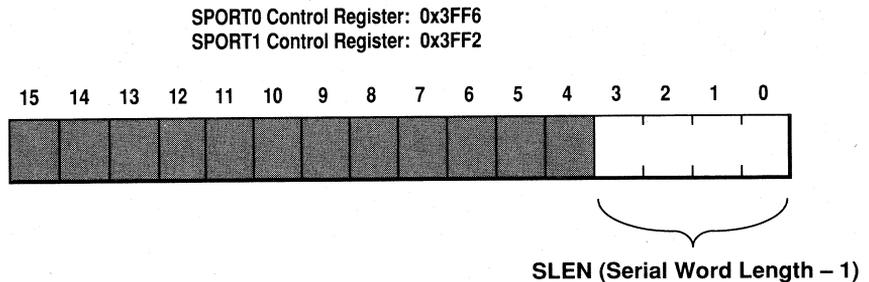 SPORT0 Control Register: 0x3FF6
SPORT1 Control Register: 0x3FF2
15 14 13 12 11 10 9 8 7 6 5 4 3 2 1 0
SLEN (Serial Word Length – 1)